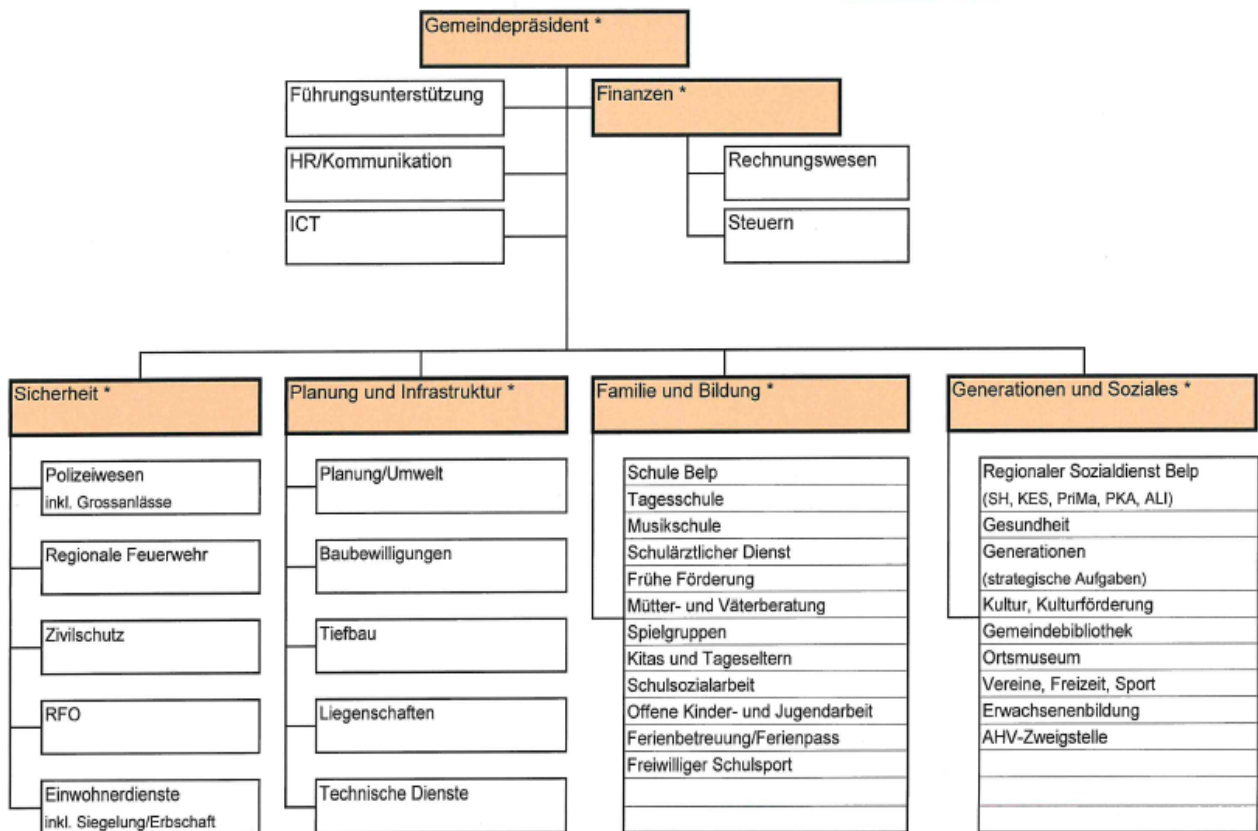 Gemeindepräsident *
Führungsunterstützung
Finanzen *
HR/Kommunikation
Rechnungswesen
ICT
Steuern
Sicherheit *
Polizeiwesen
inkl. Grossanlässe
Regionale Feuerwehr
Zivilschutz
RFO
Einwohnerdienste
inkl. Siegelung/Erbschaft
Planung und Infrastruktur *
Planung/Umwelt
Baubewilligungen
Tiefbau
Liegenschaften
Technische Dienste
Familie und Bildung *
Schule Belp
Tagesschule
Musikschule
Schulärztlicher Dienst
Frühe Förderung
Mütter- und Väterberatung
Spielgruppen
Kitas und Tageseltern
Schulsozialarbeit
Offene Kinder- und Jugendarbeit
Ferienbetreuung/Ferienpass
Freiwilliger Schulsport
Generationen und Soziales *
Regionaler Sozialdienst Belp
(SH, KES, PriMa, PKA, ALI)
Gesundheit
Generationen
(strategische Aufgaben)
Kultur, Kulturförderung
Gemeindebibliothek
Ortsmuseum
Vereine, Freizeit, Sport
Erwachsenenbildung
AHV-Zweigstelle